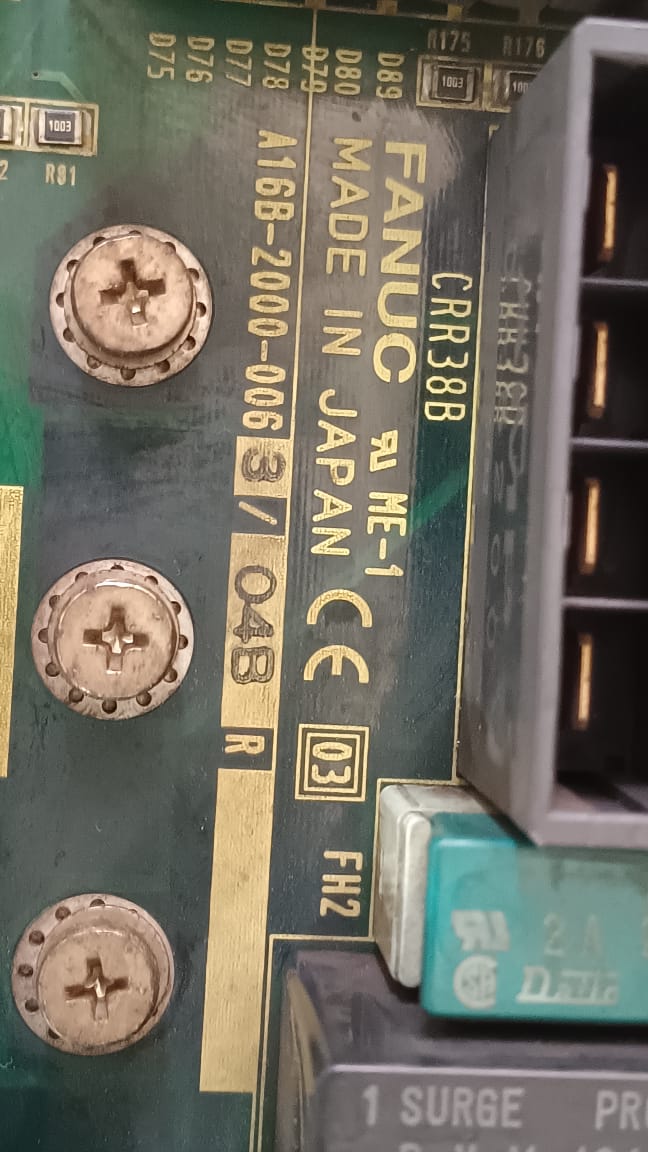 R175
R176
D89
D80
D79
D78
D77
D76
D75
1003
1003
R91
CRR38B
FANUC ME-1
MADE IN JAPAN CE 03 FH2
A16B-2000-0063/04B R
2A
1 SURGE